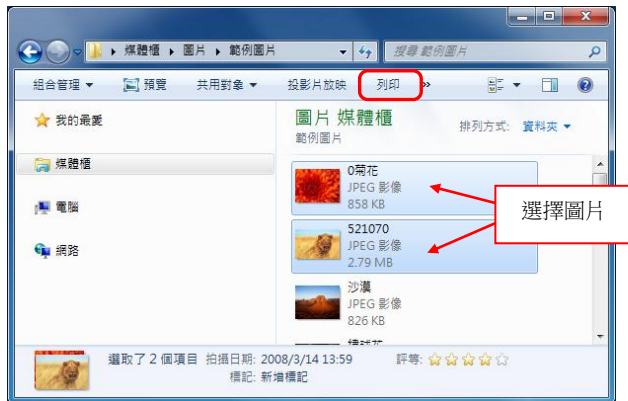 媒體櫃 ▸ 圖片 ▸ 範例圖片
搜尋 範例圖片
組合管理 ▼ 預覽 共用對象 ▼ 投影片放映 列印 »
我的最愛
媒體櫃
電腦
網路
圖片 媒體櫃
範例圖片
排列方式: 資料夾 ▼
0菊花
JPEG 影像
858 KB
521070
JPEG 影像
2.79 MB
沙漠
JPEG 影像
826 KB
選擇圖片
選取了 2 個項目 拍攝日期: 2008/3/14 13:59 評等:
標記: 新增標記